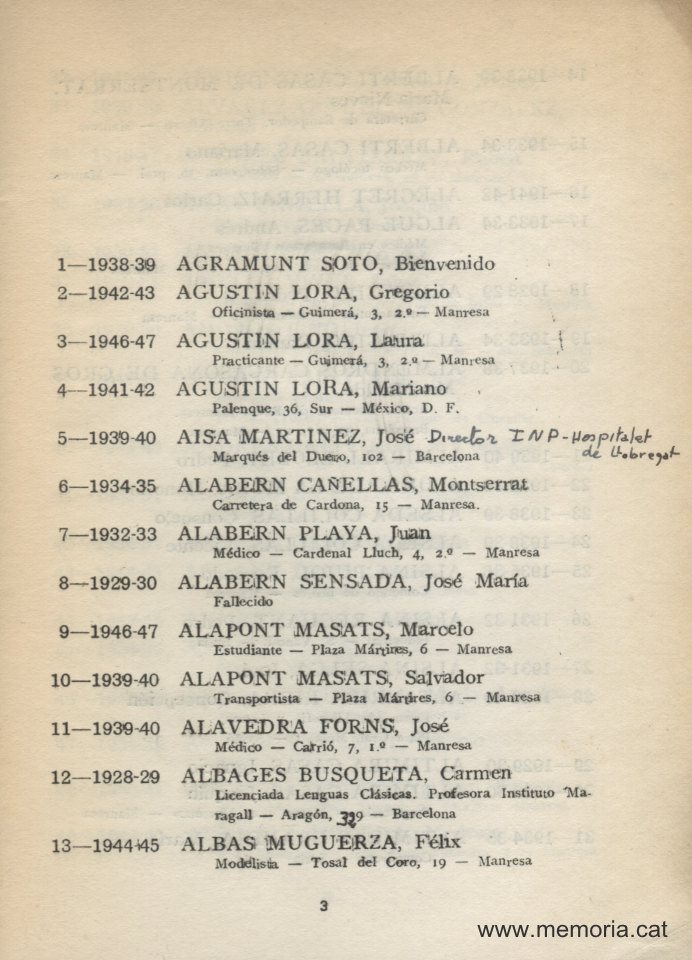 1—1938-39 AGRAMUNT SOTO, Bienvenido
2—1942-43 AGUSTIN LORA, Gregorio
Oficinista — Guimerá, 3, 2.º — Manresa
3—1946-47 AGUSTIN LORA, Laura
Practicante — Guimerá, 3, 2.º — Manresa
4—1941-42 AGUSTIN LORA, Mariano
Palenque, 36, Sur — México, D. F.
5—1939-40 AISA MARTINEZ, José Director INP-Hospitalet
de Llobregat
Marqués del Dueso, 102 — Barcelona
6—1934-35 ALABERN CAÑELLAS, Montserrat
Carretera de Cardona, 15 — Manresa.
7—1932-33 ALABERN PLAYA, Juan
Médico — Cardenal Lluch, 4, 2.º — Manresa
8—1929-30 ALABERN SENSADA, José María
Fallecido
9—1946-47 ALAPONT MASATS, Marcelo
Estudiante — Plaza Mártires, 6 — Manresa
10—1939-40 ALAPONT MASATS, Salvador
Transportista — Plaza Mártires, 6 — Manresa
11—1939-40 ALAVEDRA FORNS, José
Médico — Carrió, 7, 1.º — Manresa
12—1928-29 ALBAGES BUSQUETA, Carmen
Licenciada Lenguas Clásicas. Profesora Instituto Ma-
ragall — Aragón, — Barcelona
13—1944-45 ALBAS MUGUERZA, Félix
Modelista — Tosal del Coro, 19 — Manresa
3
www.memoria.cat